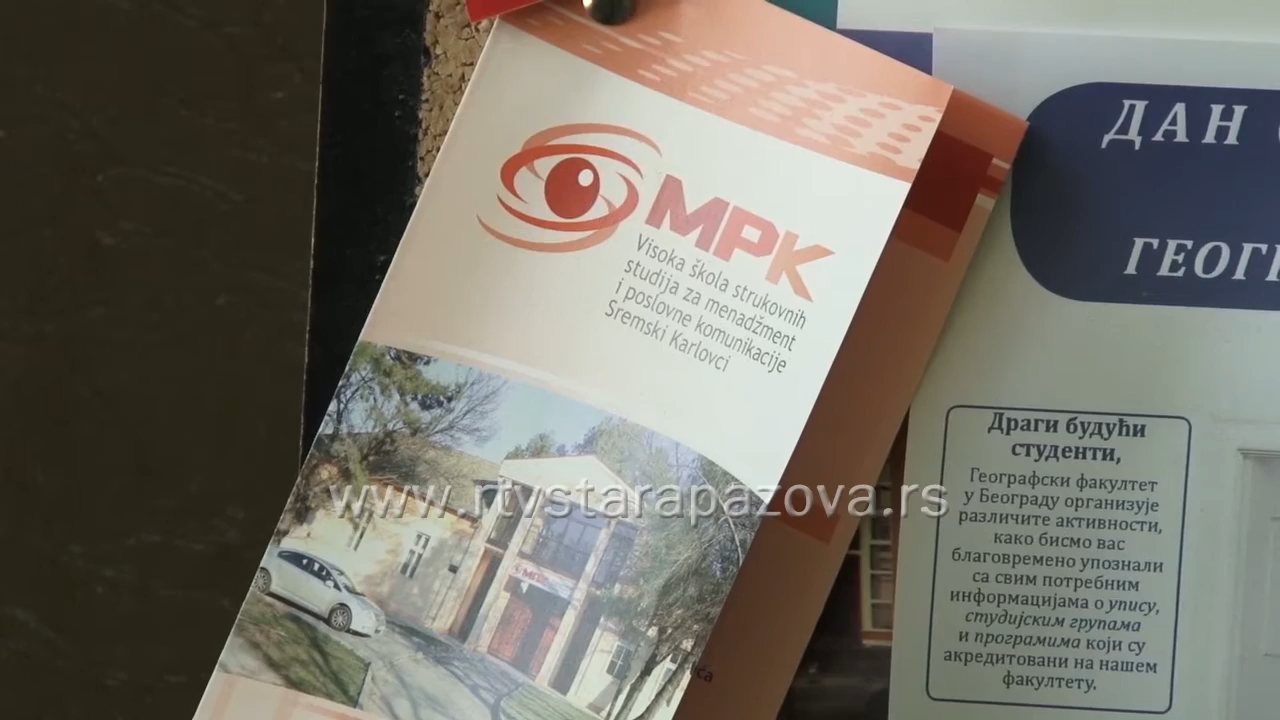 MPK
Visoka škola strukovnih
studija za menadžment
i poslovne komunikacije
Sremski Karlovci
MPK
www.rtvstarapazova.rs
ДАН
Драги будући
студенти,
Географски факултет
у Београду организује
различите активности,
како бисмо вас
благовремено упознали
са свим потребним
информацијама о упису,
студијским групама
и програмима који су
акредитовани на нашем
факултету.